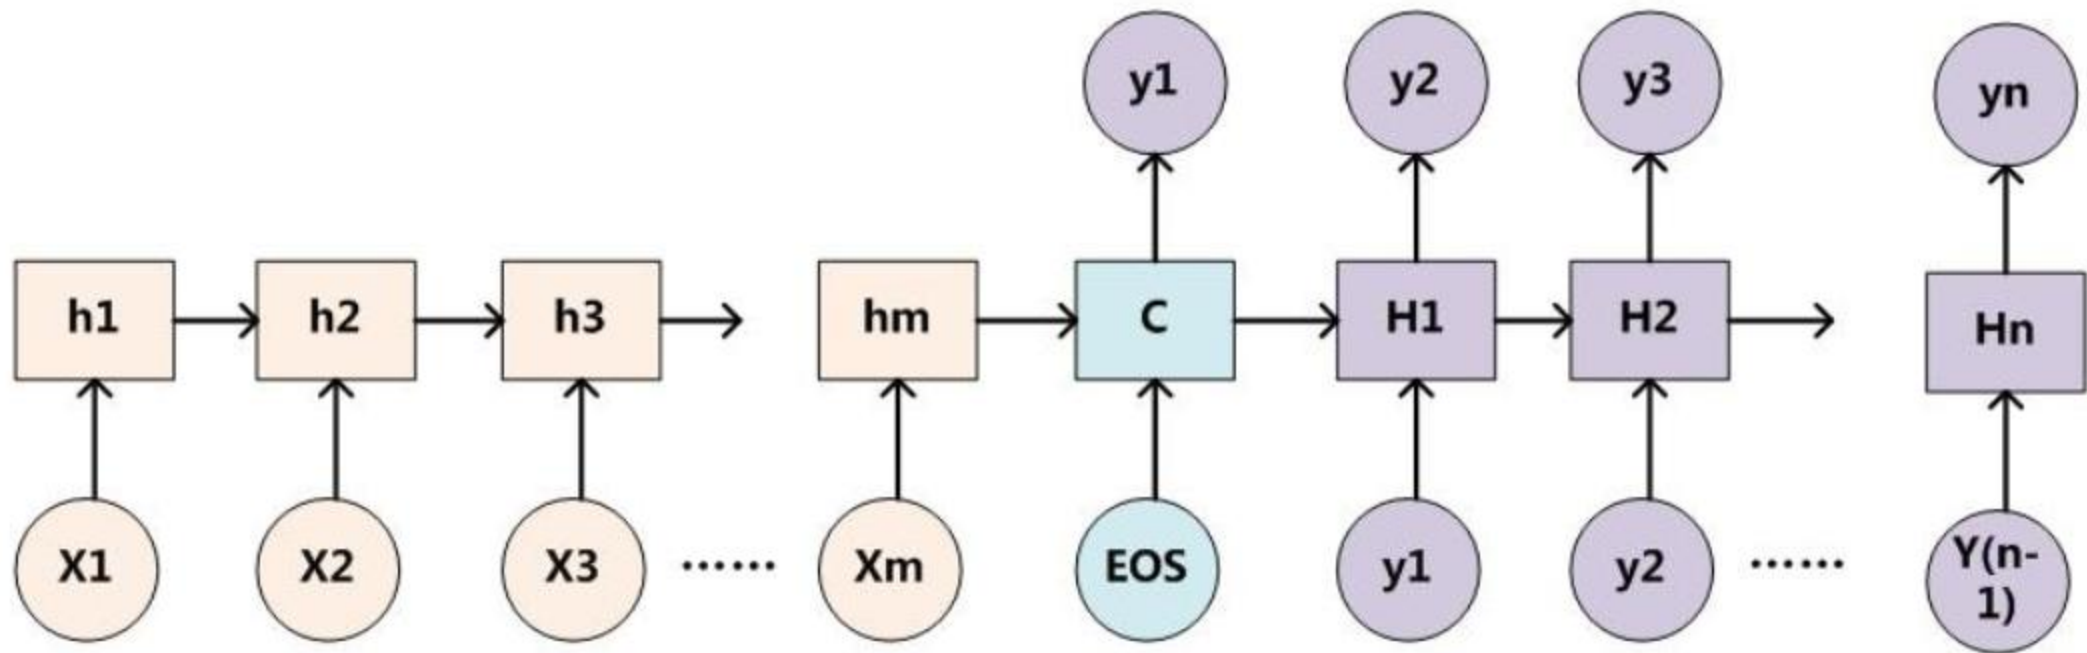 y1
y2
y3
yn
h1
h2
h3
hm
C
H1
H2
Hn
X1
X2
X3
......
Xm
EOS
y1
y2
......
Y(n-
1)